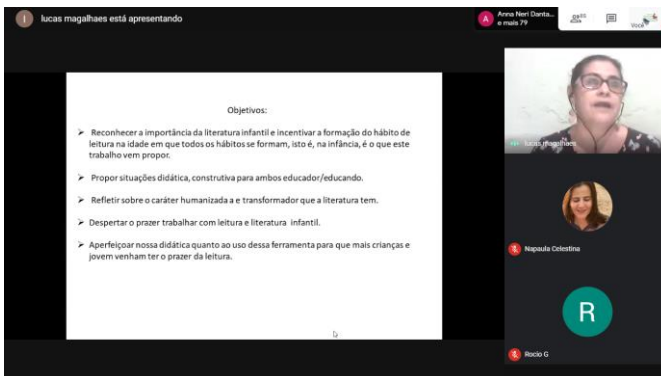 lucas magalhaes está apresentando
Anna Neri Danta...
e mais 79
Você
Objetivos:
➢ Reconhecer a importância da literatura infantil e incentivar a formação do hábito de
leitura na idade em que todos os hábitos se formam, isto é, na infância, é o que este
trabalho vem propor.
➢ Propor situações didática, construtiva para ambos educador/educando.
➢ Refletir sobre o caráter humanizada a e transformador que a literatura tem.
➢ Despertar o prazer trabalhar com leitura e literatura infantil.
➢ Aperfeiçoar nossa didática quanto ao uso dessa ferramenta para que mais crianças e
jovem venham ter o prazer da leitura.
lucas magalhaes
Napaula Celestina
R
Rocio G